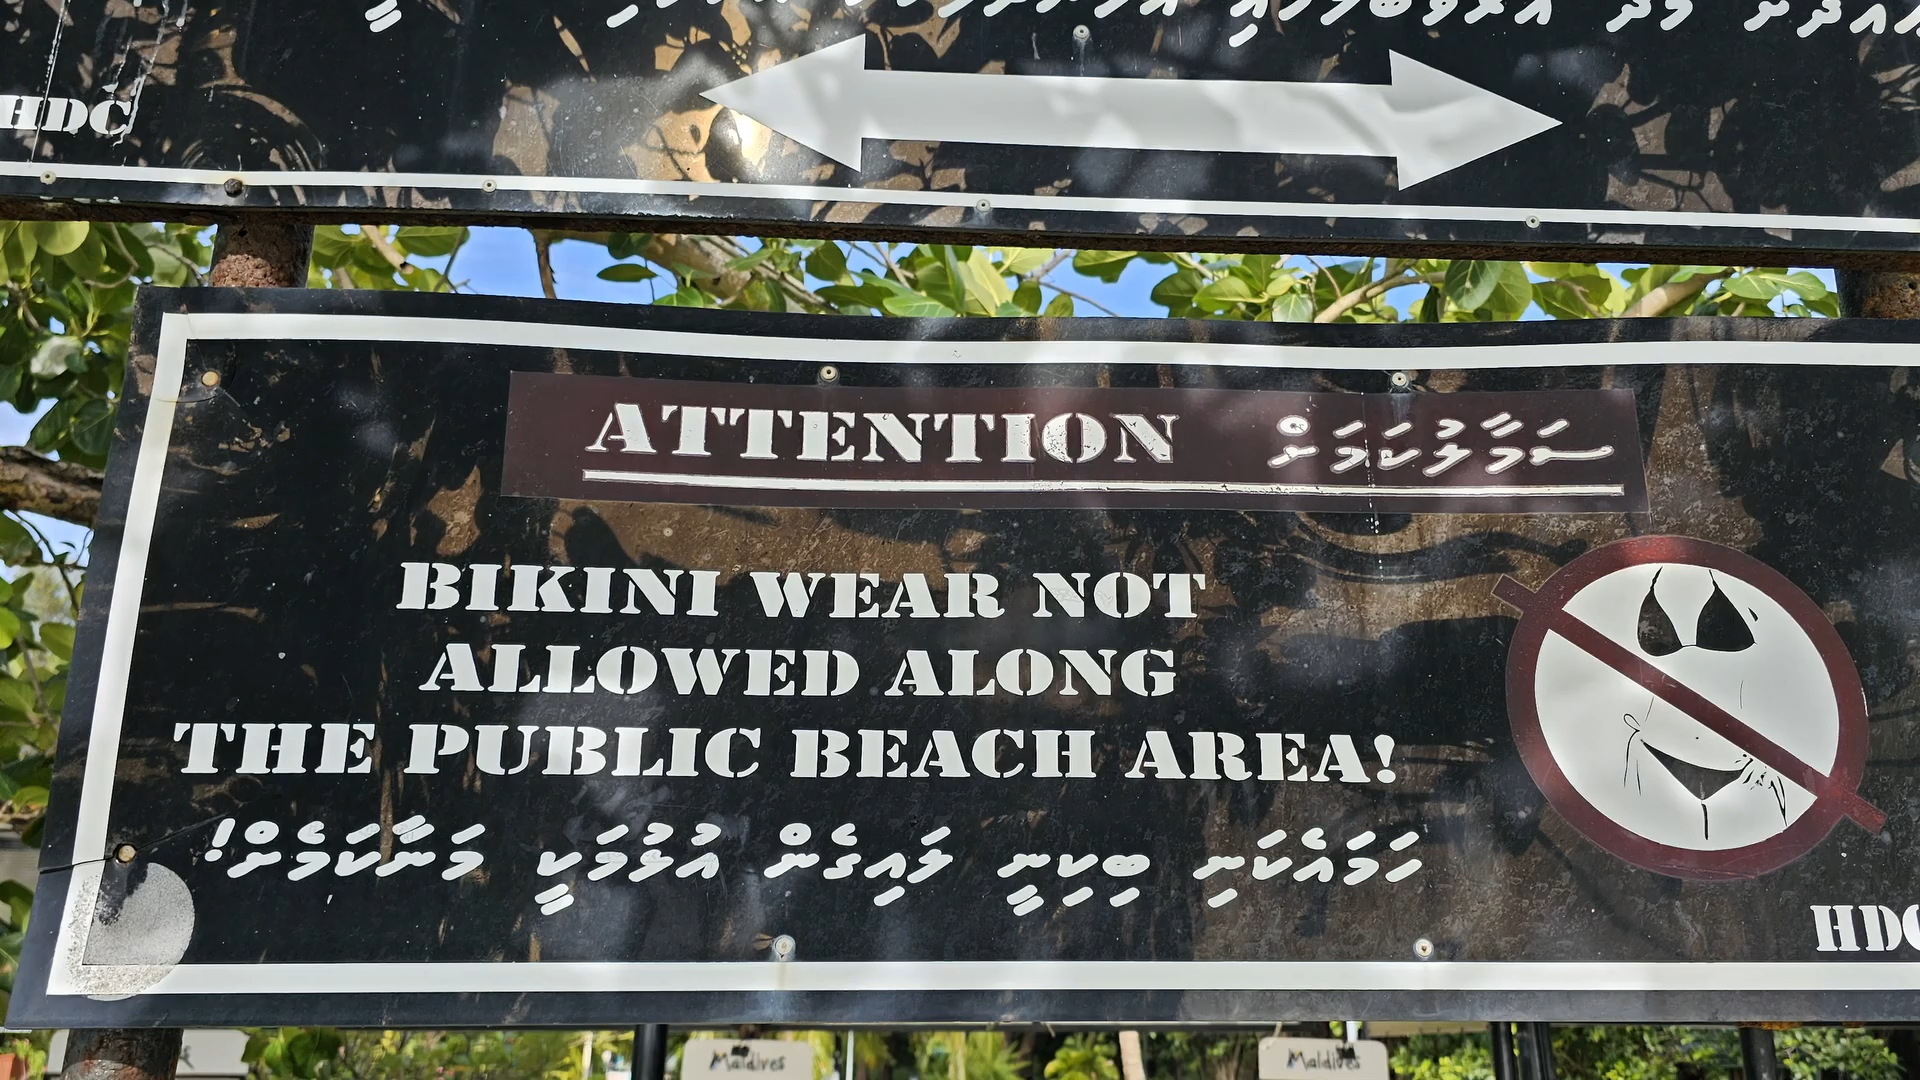 HDC
ATTENTION ސަމާލުކަމަށް
BIKINI WEAR NOT
ALLOWED ALONG
THE PUBLIC BEACH AREA!
ހަމައެކަނި ބިކިނީ ލައިގެން އުޅުމަކީ މަނާކަމެށް!
HDC
Maldives
Maldives